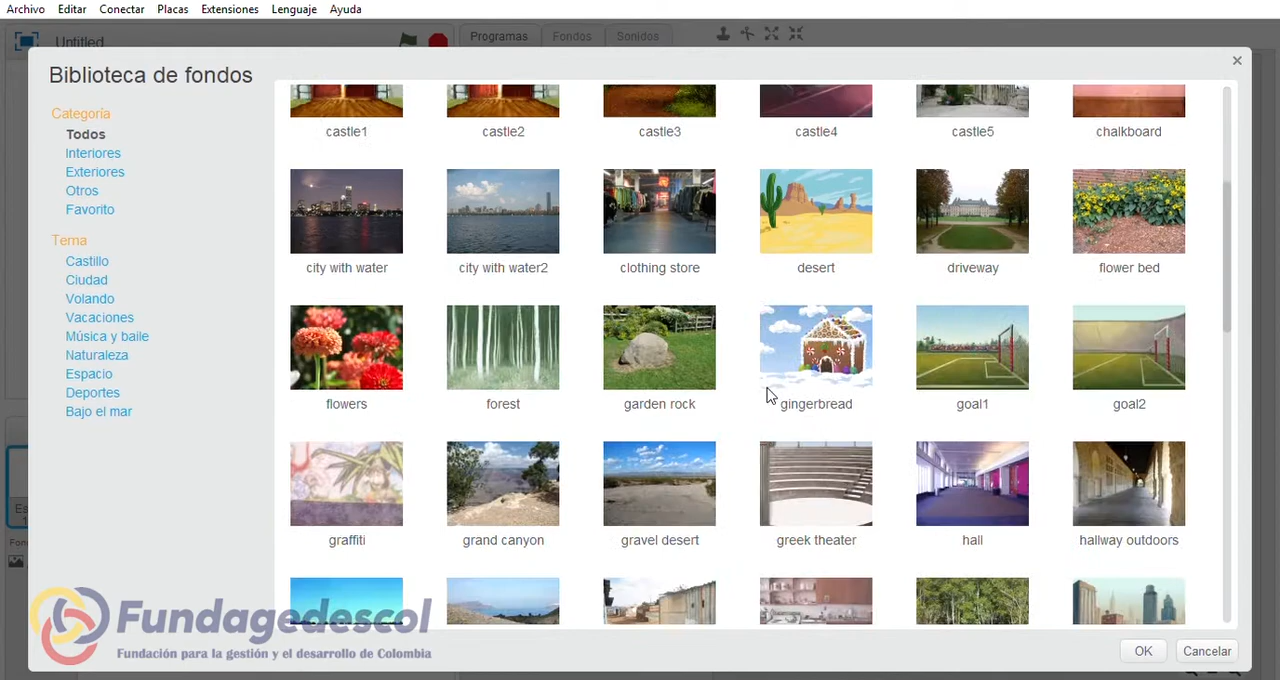 Archivo Editar Conectar Placas Extensiones Lenguaje Ayuda
Untitled
Programas Fondos Sonidos
Biblioteca de fondos
Categoría
Todos
Interiores
Exteriores
Otros
Favorito
Tema
Castillo
Ciudad
Volando
Vacaciones
Música y baile
Naturaleza
Espacio
Deportes
Bajo el mar
castle1 castle2 castle3 castle4 castle5 chalkboard
city with water city with water2 clothing store desert driveway flower bed
flowers forest garden rock gingerbread goal1 goal2
graffiti grand canyon gravel desert greek theater hall hallway outdoors
Fundagedescol
Fundación para la gestión y el desarrollo de Colombia
OK Cancelar